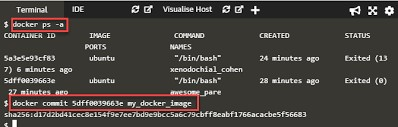 Terminal IDE Visualise Host
$ docker ps -a
CONTAINER ID IMAGE COMMAND CREATED STATUS
PORTS NAMES
5a3e5e93cf83 ubuntu "/bin/bash" 24 minutes ago Exited (13
7) 6 minutes ago xenodochial_cohen
5dff0039663e ubuntu "/bin/bash" 28 minutes ago Exited (0)
27 minutes ago awesome_pare
$ docker commit 5dff0039663e my_docker_image
sha256:d17d2bd41cec8e154f9e7ee7bd9e9bcc5a6c79cbff8eabf1766acacbe5f56683
$